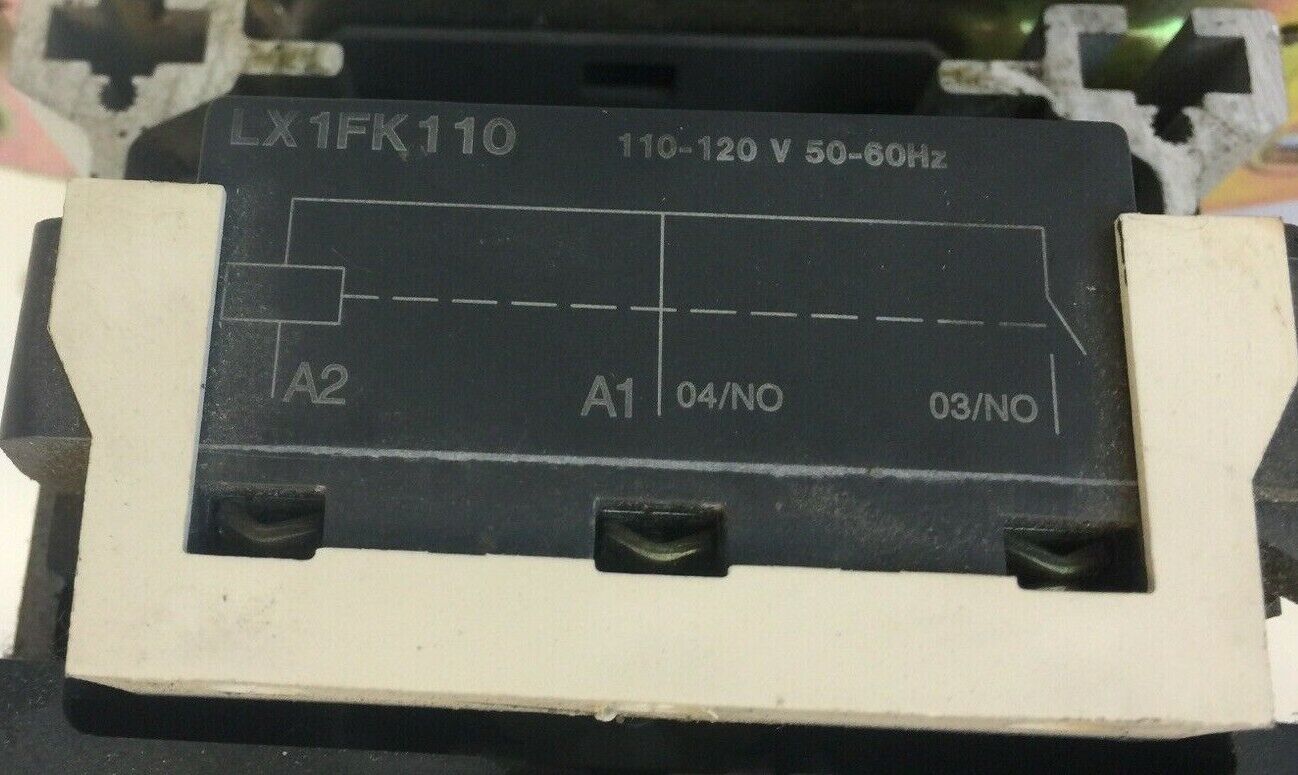 LX1FK110 110-120 V 50-60Hz
A2 A1 04/NO 03/NO